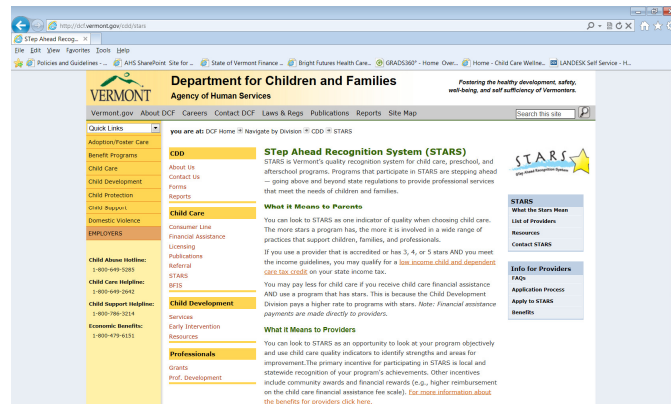 http://dcf.vermont.gov/cdd/stars
STep Ahead Recog...
File Edit View Favorites Tools Help
Policies and Guidelines - ... AHS SharePoint Site for ... State of Vermont Finance ... Bright Futures Health Care... GRADS360° - Home Over... Home - Child Care Wellne... LANDESK Self Service - H...
VERMONT
Department for Children and Families
Agency of Human Services
Fostering the healthy development, safety,
well-being, and self sufficiency of Vermonters.
Vermont.gov About DCF Careers Contact DCF Laws & Regs Publications Reports Site Map
Search this site
Quick Links
Adoption/Foster Care
Benefit Programs
Child Care
Child Development
Child Protection
Child Support
Domestic Violence
EMPLOYERS
Child Abuse Hotline:
1-800-649-5285
Child Care Helpline:
1-800-649-2642
Child Support Helpline:
1-800-786-3214
Economic Benefits:
1-800-479-6151
you are at: DCF Home Navigate by Division CDD STARS
CDD
About Us
Contact Us
Forms
Reports
Child Care
Consumer Line
Financial Assistance
Licensing
Publications
Referral
STARS
BFIS
Child Development
Services
Early Intervention
Resources
Professionals
Grants
Prof. Development
STep Ahead Recognition System (STARS)
STARS is Vermont's quality recognition system for child care, preschool, and
afterschool programs. Programs that participate in STARS are stepping ahead
— going above and beyond state regulations to provide professional services
that meet the needs of children and families.
What it Means to Parents
You can look to STARS as one indicator of quality when choosing child care.
The more stars a program has, the more it is involved in a wide range of
practices that support children, families, and professionals.
If you use a provider that is accredited or has 3, 4, or 5 stars AND you meet
the income guidelines, you may qualify for a low income child and dependent
care tax credit on your state income tax.
You may pay less for child care if you receive child care financial assistance
AND use a program that has stars. This is because the Child Development
Division pays a higher rate to programs with stars. Note: Financial assistance
payments are made directly to providers.
What it Means to Providers
You can look to STARS as an opportunity to look at your program objectively
and use child care quality indicators to identify strengths and areas for
improvement.The primary incentive for participating in STARS is local and
statewide recognition of your program's achievements. Other incentives
include community awards and financial rewards (e.g., higher reimbursement
on the child care financial assistance fee scale). For more information about
the benefits for providers click here.
STARS
Step Ahead Recognition System
STARS
What the Stars Mean
List of Providers
Resources
Contact STARS
Info for Providers
FAQs
Application Process
Apply to STARS
Benefits